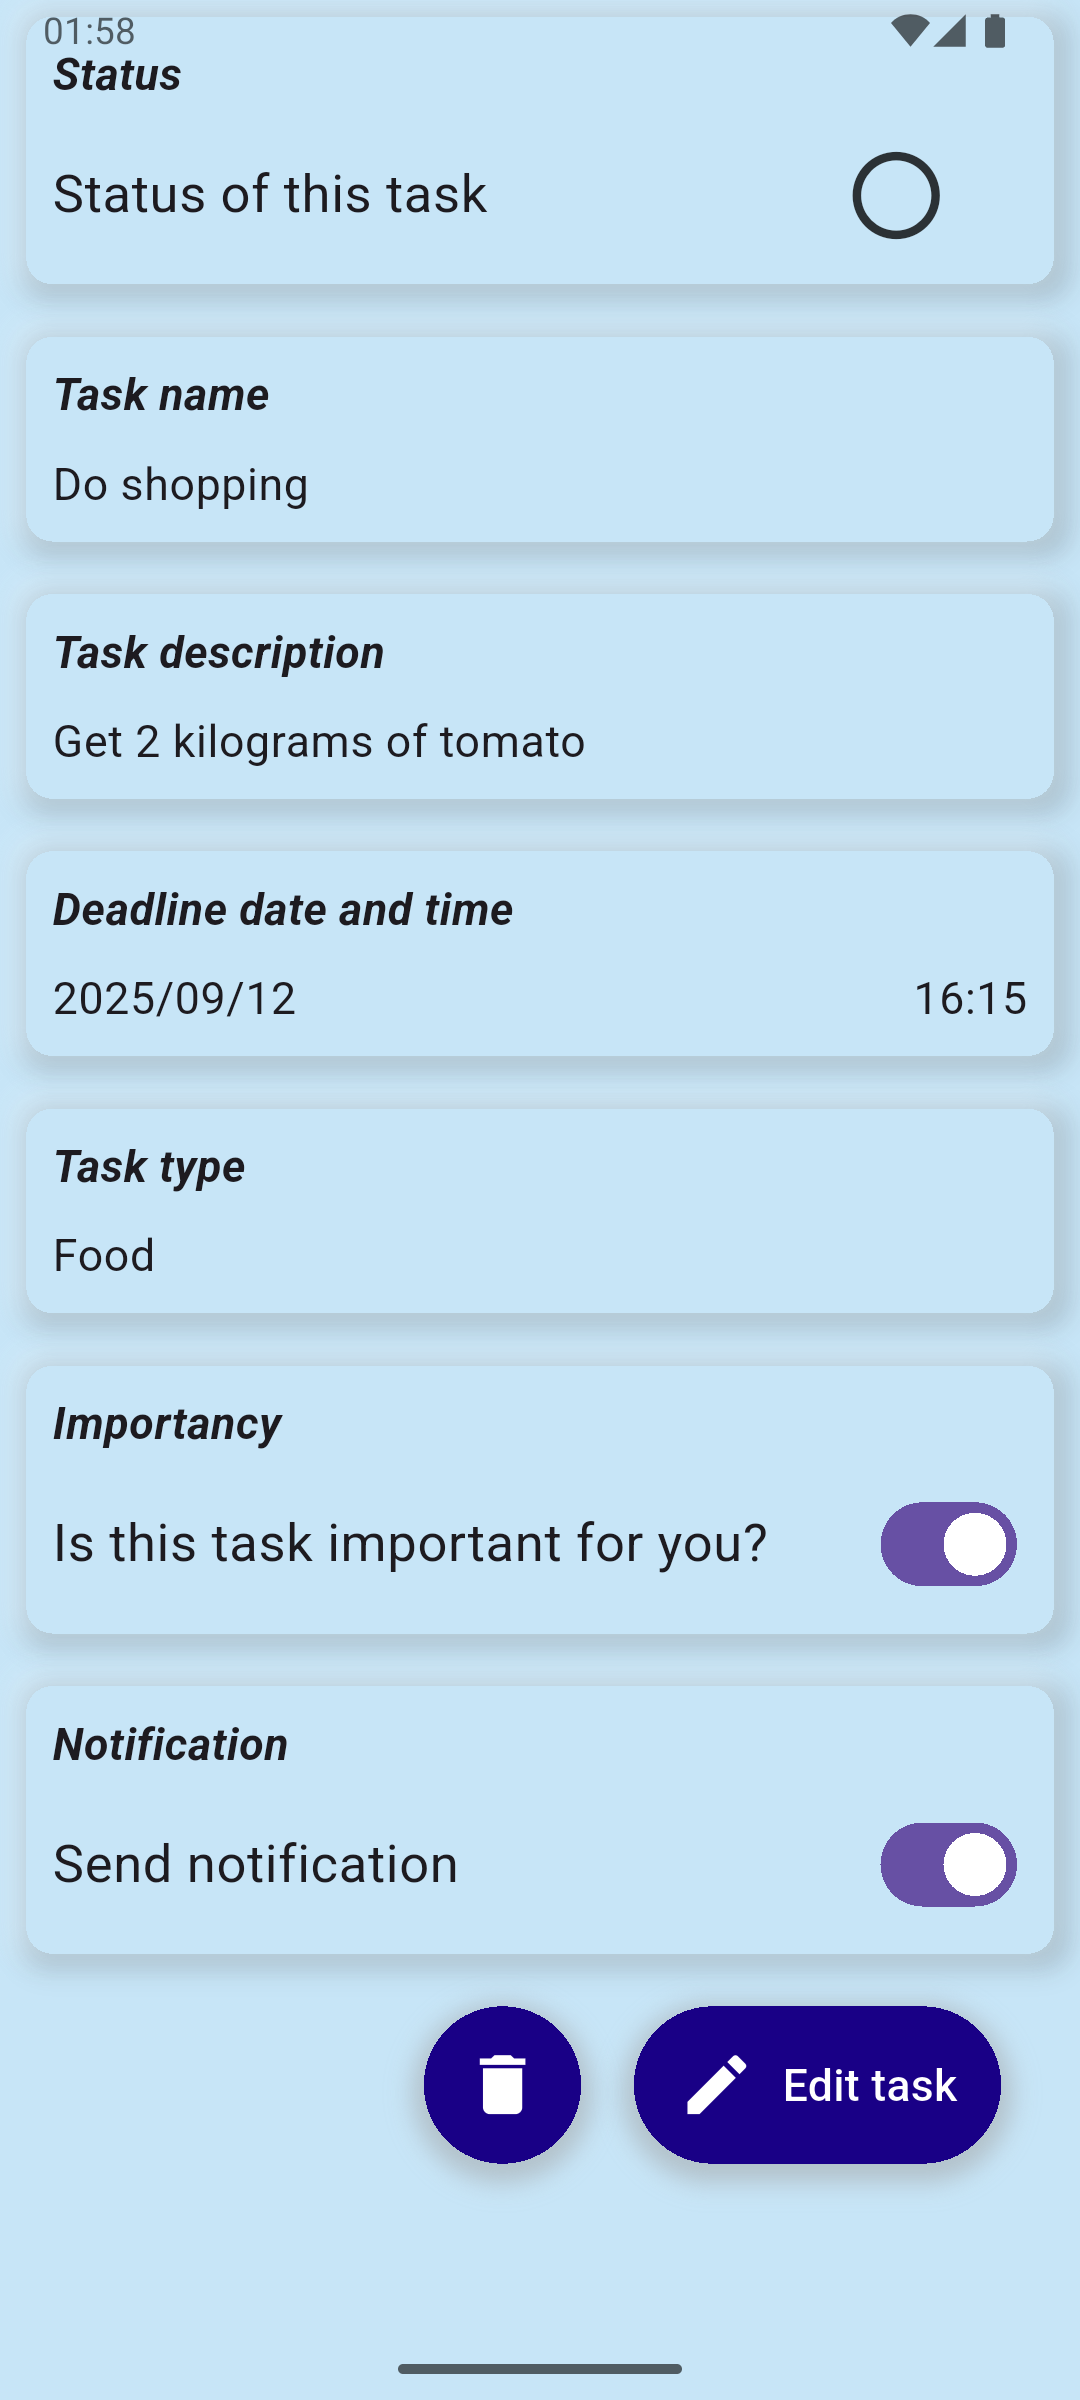 01:58
Status
Status of this task
Task name
Do shopping
Task description
Get 2 kilograms of tomato
Deadline date and time
2025/09/12 16:15
Task type
Food
Importancy
Is this task important for you?
Notification
Send notification
Edit task